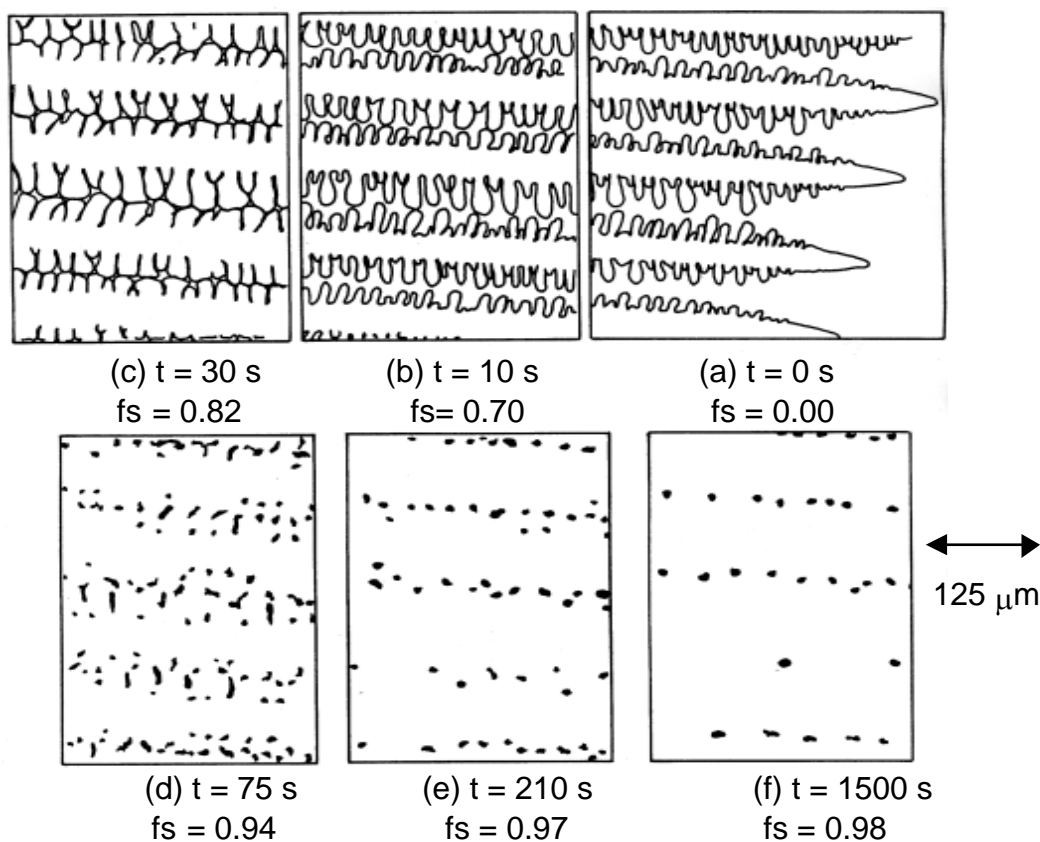 (c) t = 30 s
fs = 0.82
(b) t = 10 s
fs= 0.70
(a) t = 0 s
fs = 0.00
(d) t = 75 s
fs = 0.94
(e) t = 210 s
fs = 0.97
(f) t = 1500 s
fs = 0.98
125 μm